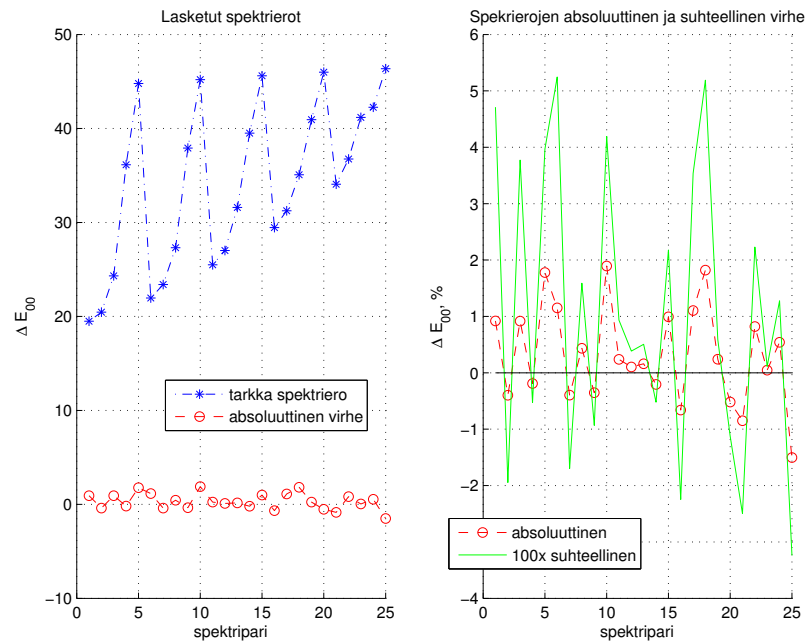 Lasketut spektrierot
50
40
30
20
10
0
−10
Δ E00
0
5
10
15
20
25
spektripari
tarkka spektriero
absoluuttinen virhe
Spekrierojen absoluuttinen ja suhteellinen virhe
6
5
4
3
2
1
0
−1
−2
−4
Δ E00, %
0
5
10
15
20
25
spektripari
absoluuttinen
100x suhteellinen